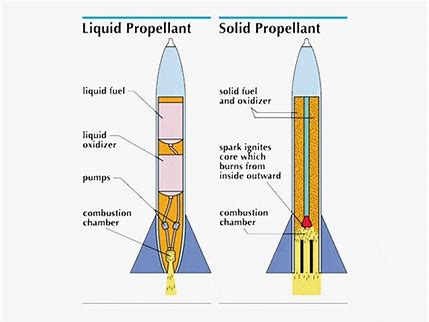 Liquid Propellant
liquid fuel
liquid
oxidizer
pumps
combustion
chamber
Solid Propellant
solid fuel
and oxidizer
spark ignites
core which
burns from
inside outward
combustion
chamber